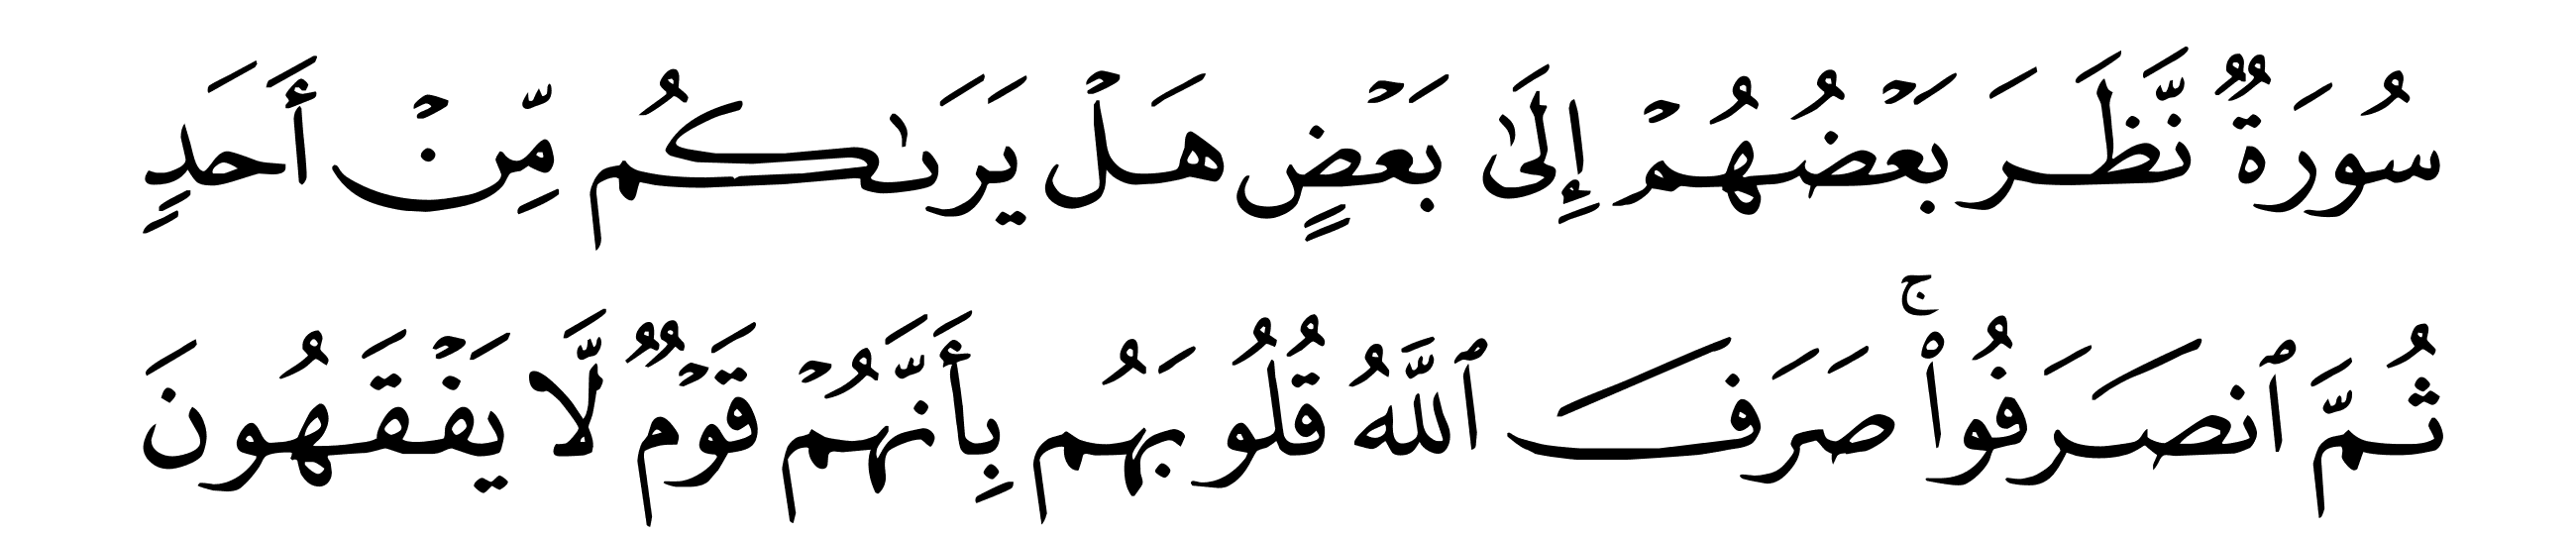 سُورَةٌ نَّظَرَ بَعۡضُهُمۡ إِلَىٰ بَعۡضٍ هَلۡ يَرَىٰكُم مِّنۡ أَحَدٍ
ثُمَّ ٱنصَرَفُواْۚ صَرَفَ ٱللَّهُ قُلُوبَهُم بِأَنَّهُمۡ قَوۡمٌ لَّا يَفۡقَهُونَ